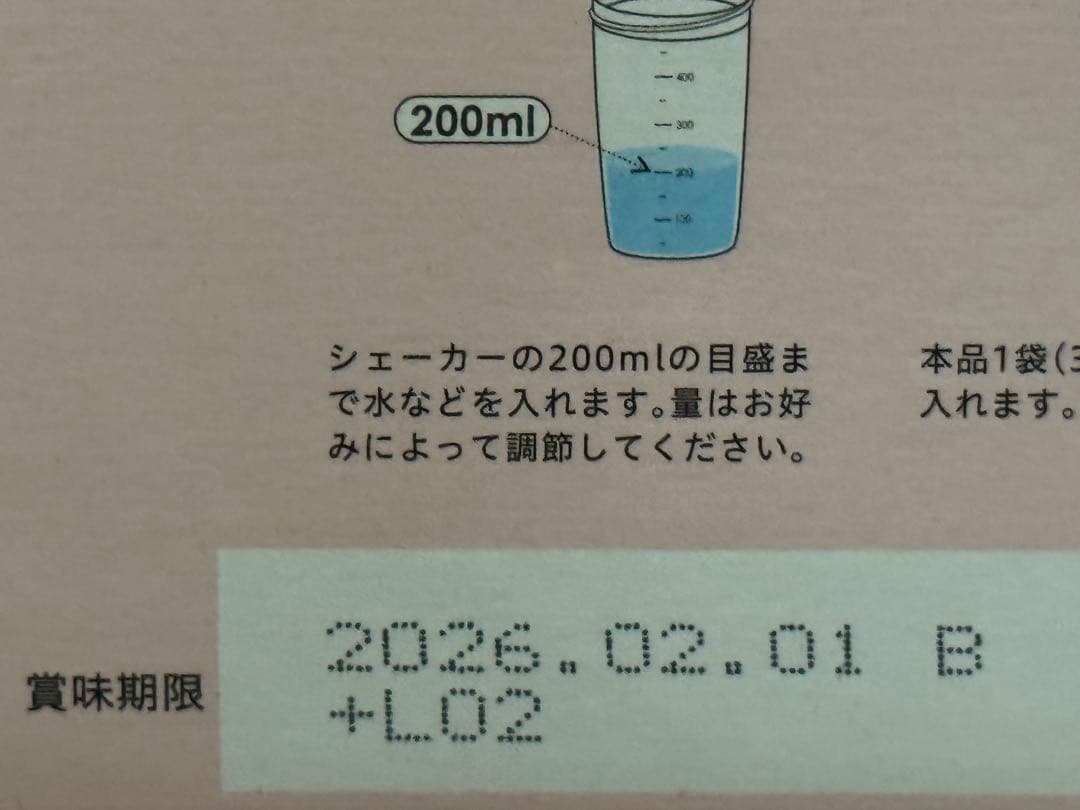 400
300
200ml
200
100
シェーカーの200mlの目盛ま
で水などを入れます。量はお好
みによって調節してください。
本品1袋(3
入れます。
賞味期限
2026.02.01 B
+L02